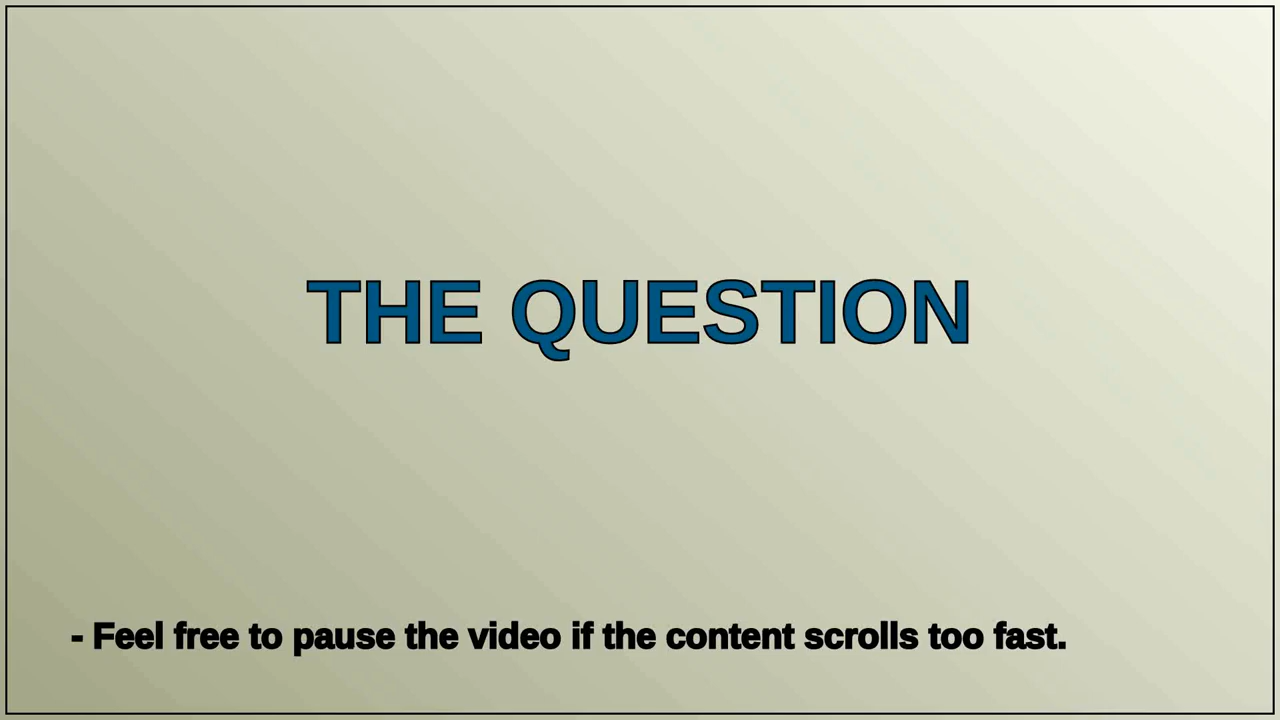 THE QUESTION
- Feel free to pause the video if the content scrolls too fast.